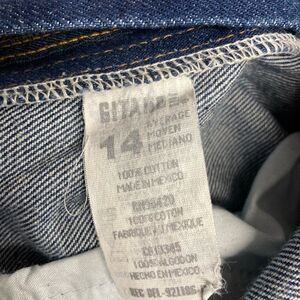 GITANO
14
AVERAGE
MOYEN
MEDIANO
100% COTTON
MADE IN MEXICO
100% COTON
FABRIQUE AU MEXIQUE
100% ALGODON
HECHO EN MEXICO